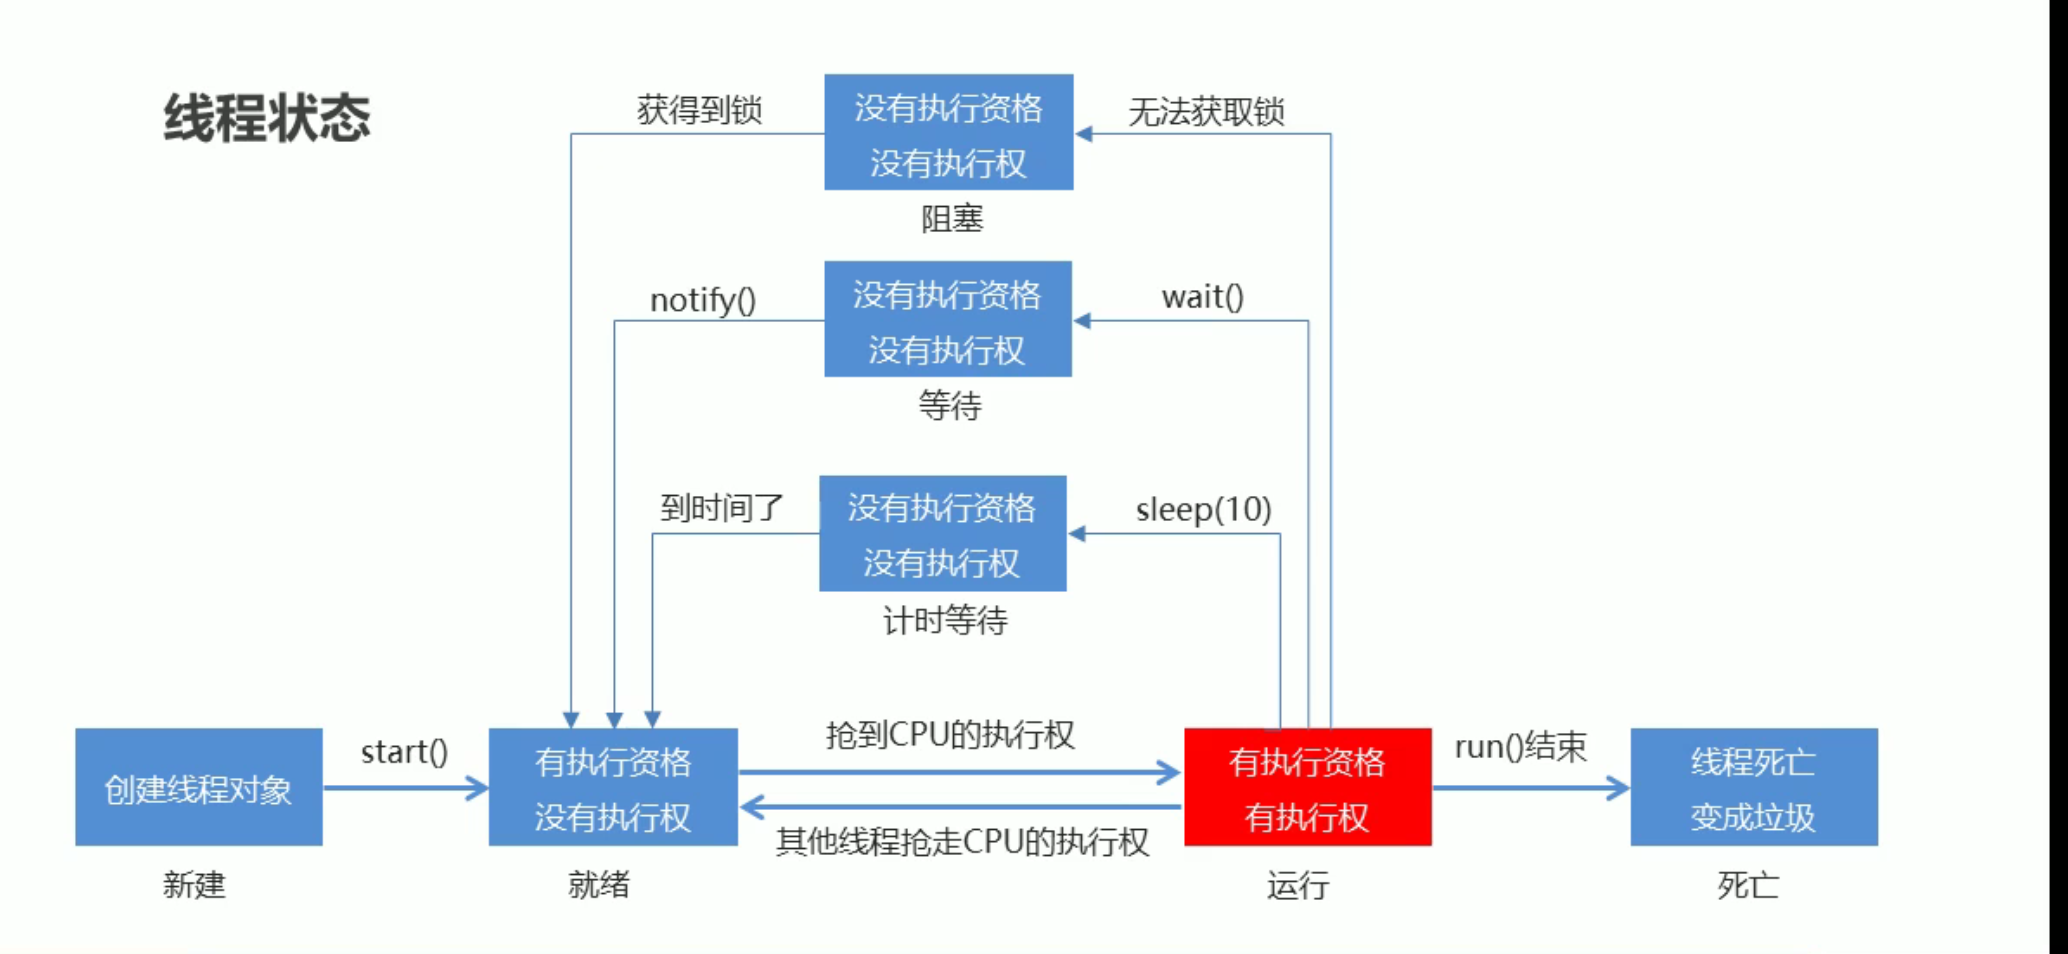 线程状态
获得到锁
没有执行资格
没有执行权
无法获取锁
阻塞
notify()
没有执行资格
没有执行权
wait()
等待
到时间了
没有执行资格
没有执行权
sleep(10)
计时等待
创建线程对象
新建
start()
有执行资格
没有执行权
就绪
抢到CPU的执行权
其他线程抢走CPU的执行权
有执行资格
有执行权
运行
run()结束
线程死亡
变成垃圾
死亡